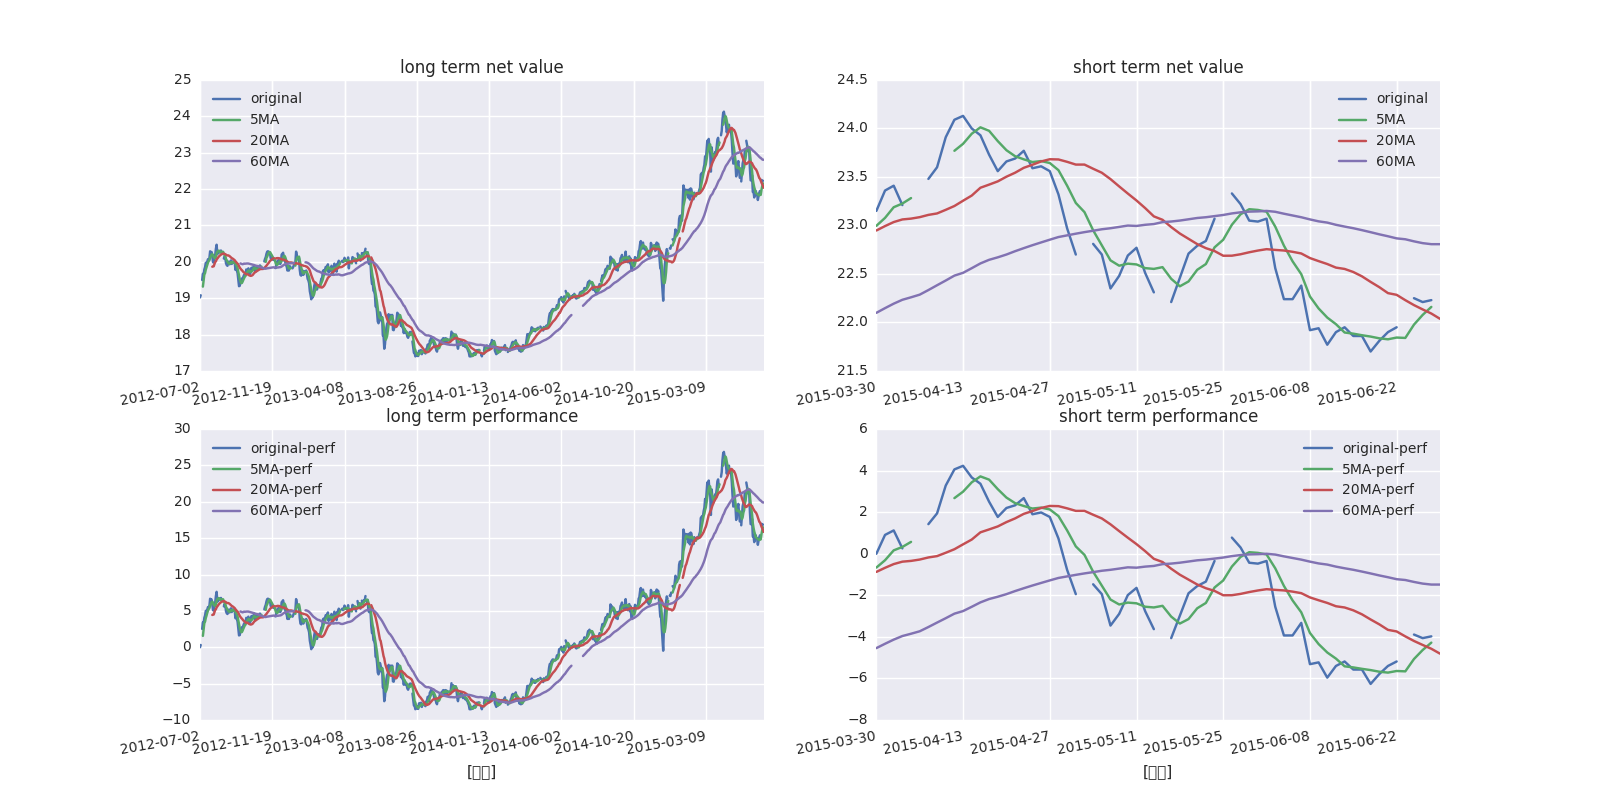 long term net value
25
24
23
22
21
20
19
18
17
original
5MA
20MA
60MA
2012-07-02 2012-11-19 2013-04-08 2013-08-26 2014-01-13 2014-06-02 2014-10-20 2015-03-09
short term net value
24.5
24.0
23.5
23.0
22.5
22.0
21.5
original
5MA
20MA
60MA
2015-03-30 2015-04-13 2015-04-27 2015-05-11 2015-05-25 2015-06-08 2015-06-22
long term performance
30
25
20
15
10
5
0
−5
−10
original-perf
5MA-perf
20MA-perf
60MA-perf
2012-07-02 2012-11-19 2013-04-08 2013-08-26 2014-01-13 2014-06-02 2014-10-20 2015-03-09
[▯▯]
short term performance
6
4
2
0
−2
−4
−6
−8
original-perf
5MA-perf
20MA-perf
60MA-perf
2015-03-30 2015-04-13 2015-04-27 2015-05-11 2015-05-25 2015-06-08 2015-06-22
[▯▯]